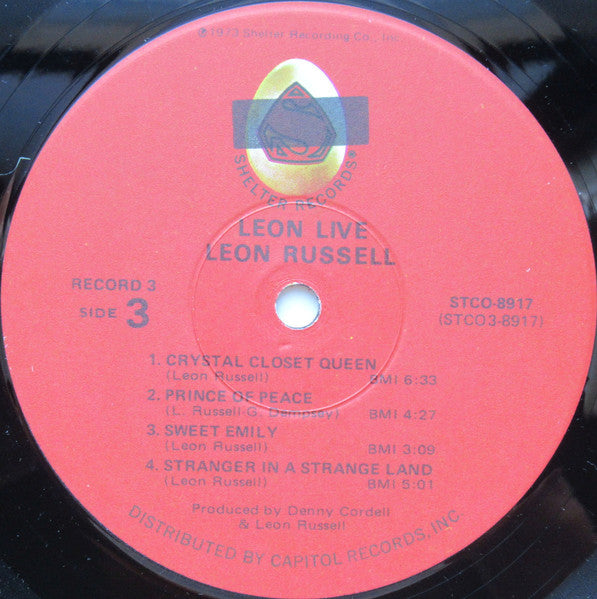 ℗1973 Shelter Recording Co., Inc.
SHELTER RECORDS®
LEON LIVE
LEON RUSSELL
RECORD 3
SIDE 3
STCO-8917
(STCO3-8917)
1. CRYSTAL CLOSET QUEEN
(Leon Russell) BMI 6:33
2. PRINCE OF PEACE
(L. Russell-G. Dempsey) BMI 4:27
3. SWEET EMILY
(Leon Russell) BMI 3:09
4. STRANGER IN A STRANGE LAND
(Leon Russell) BMI 5:01
Produced by Denny Cordell
& Leon Russell
DISTRIBUTED BY CAPITOL RECORDS, INC.